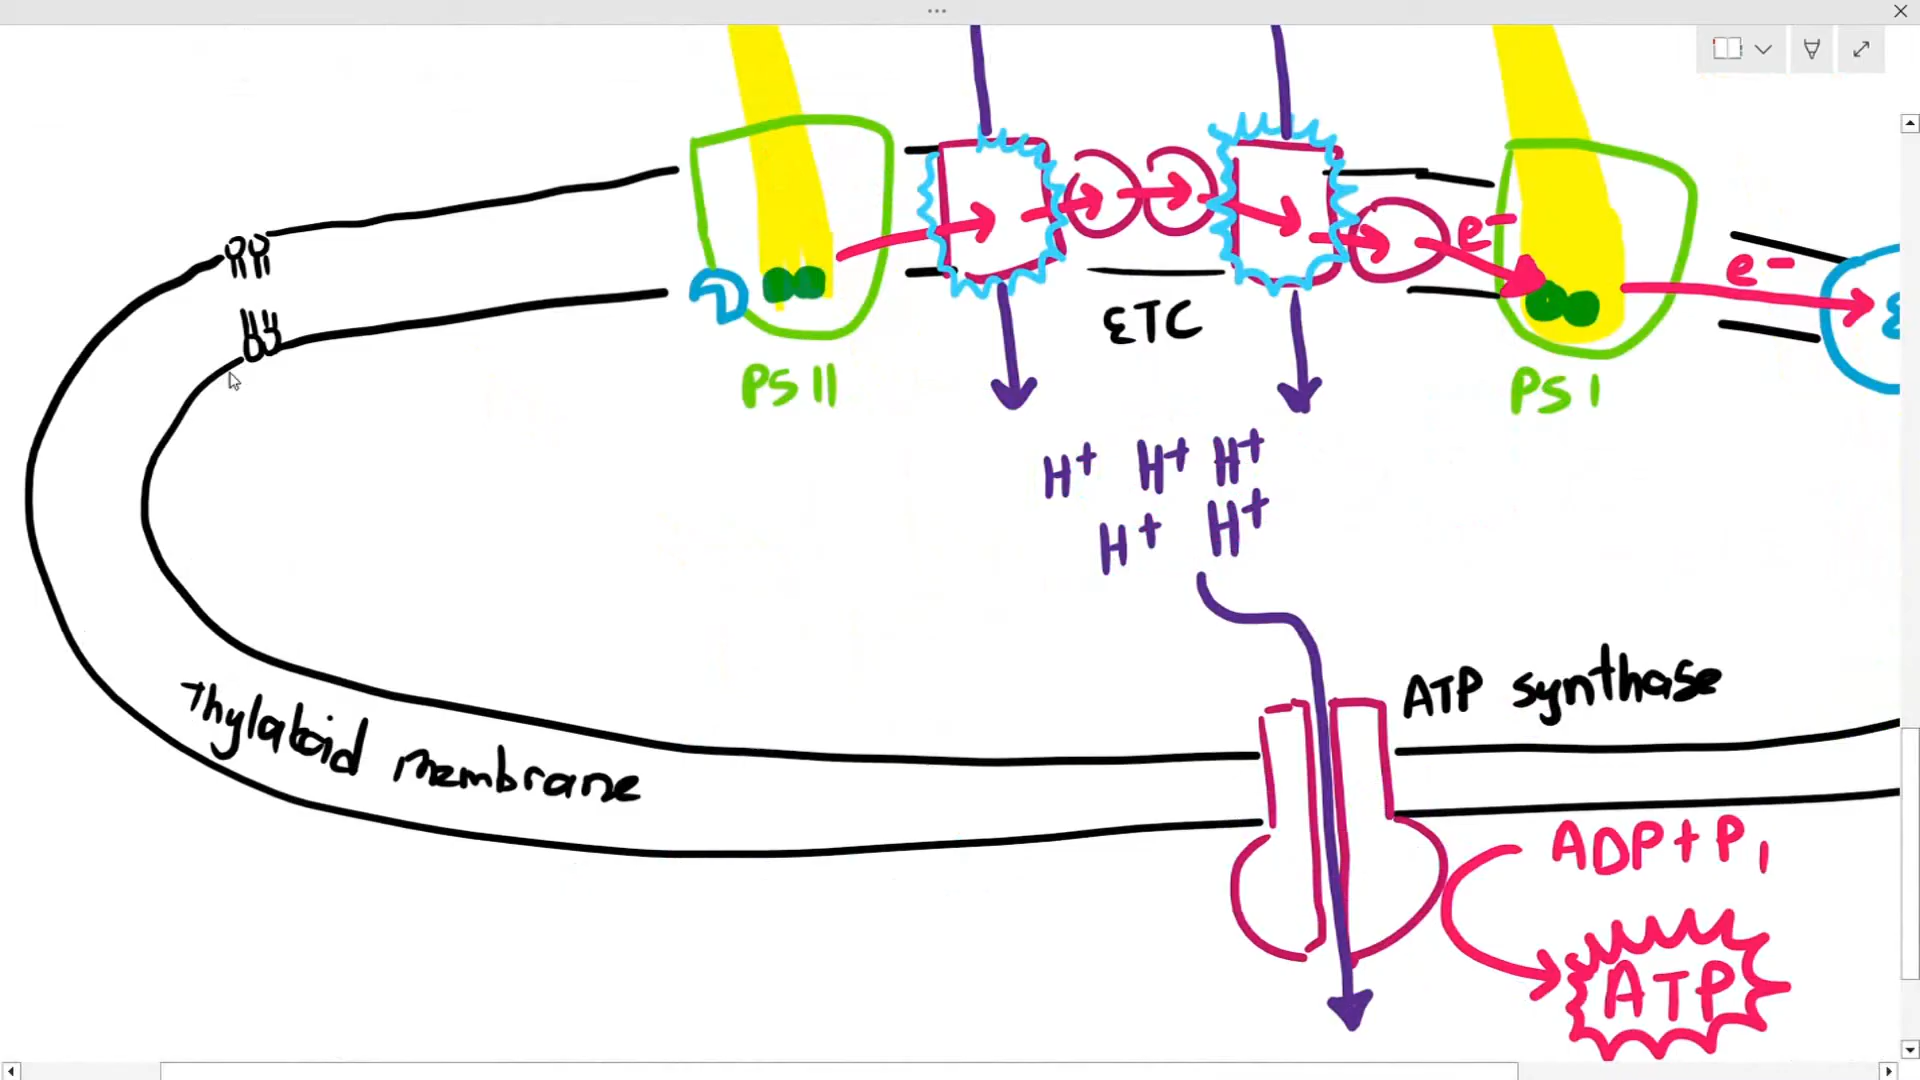 e-
e-
ETC
PS II
PS I
H+ H+ H+
H+ H+
ATP synthase
Thylakoid membrane
ADP + Pi
ATP